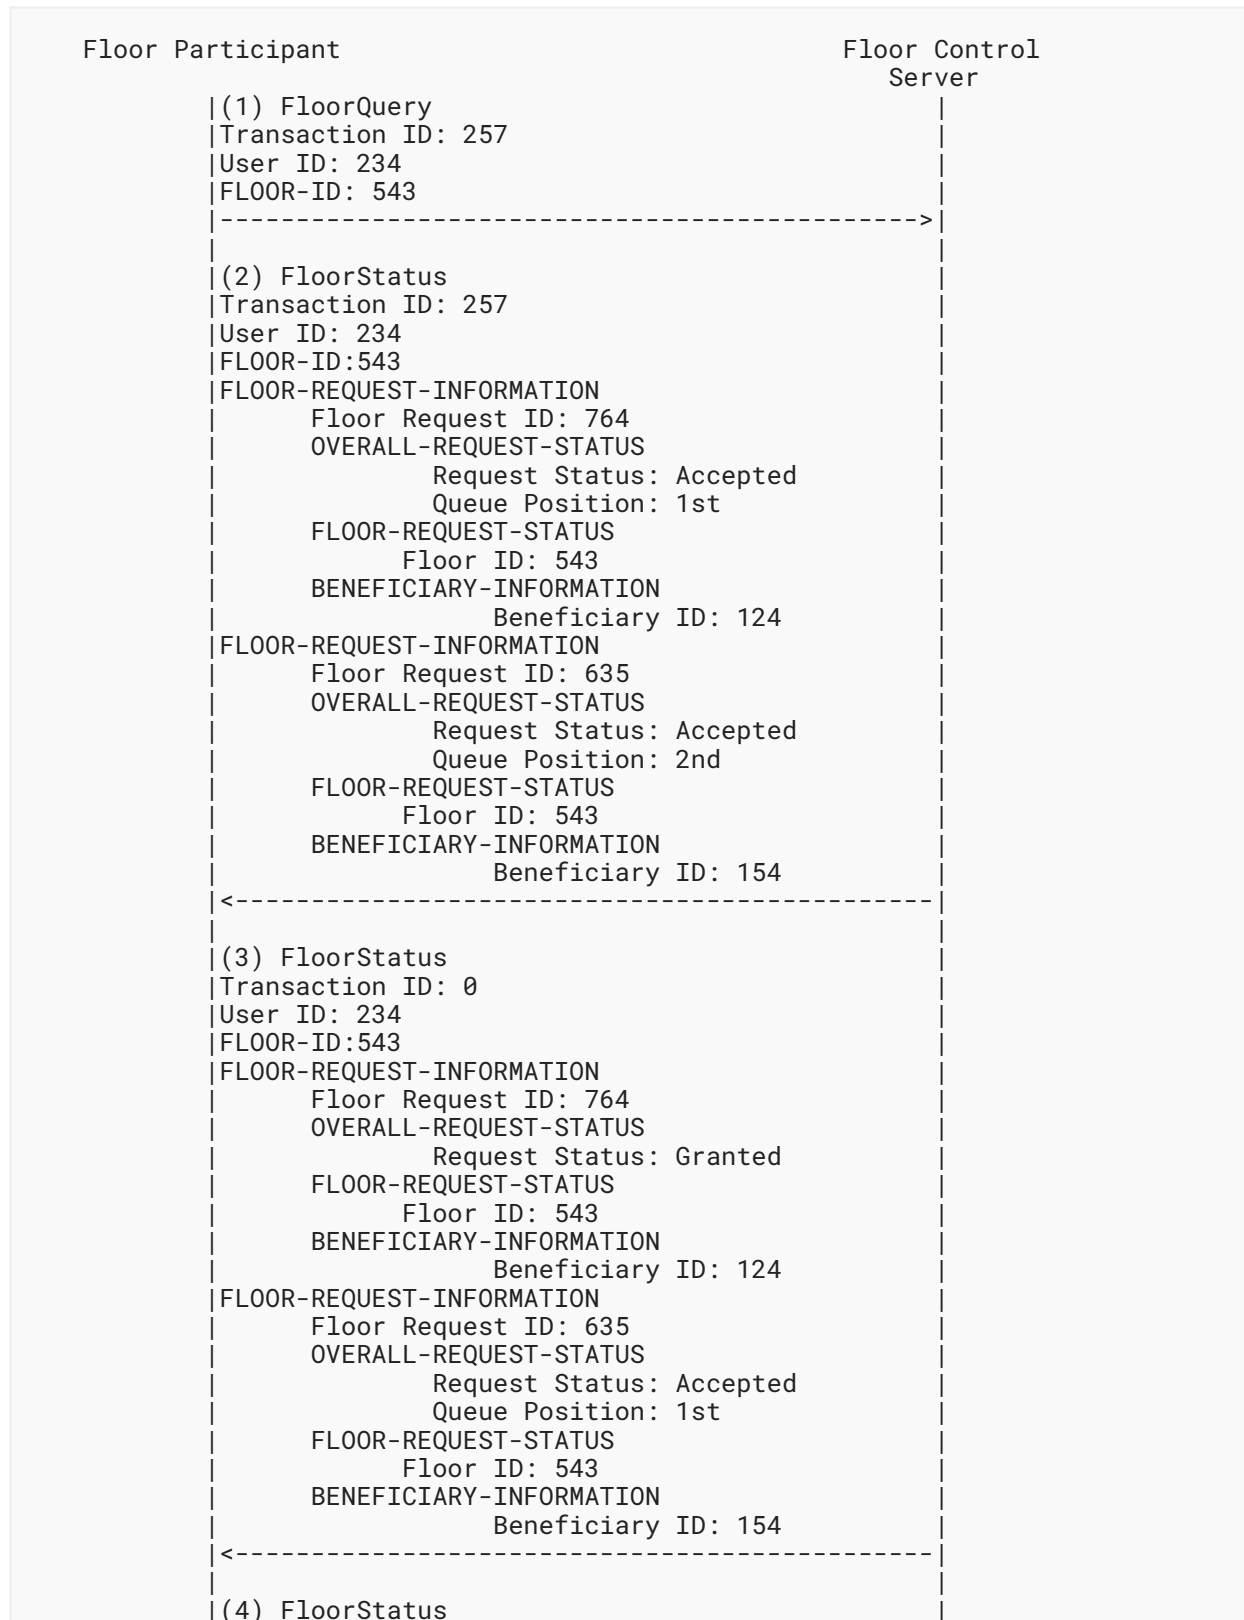 Floor Participant                                 Floor Control
                                                     Server
        |(1) FloorQuery                                 |
        |Transaction ID: 257                            |
        |User ID: 234                                   |
        |FLOOR-ID: 543                                  |
        |---------------------------------------------->|
        |                                               |
        |(2) FloorStatus                                |
        |Transaction ID: 257                            |
        |User ID: 234                                   |
        |FLOOR-ID:543                                   |
        |FLOOR-REQUEST-INFORMATION                      |
        |      Floor Request ID: 764                    |
        |      OVERALL-REQUEST-STATUS                   |
        |              Request Status: Accepted         |
        |              Queue Position: 1st              |
        |      FLOOR-REQUEST-STATUS                     |
        |            Floor ID: 543                      |
        |      BENEFICIARY-INFORMATION                  |
        |                  Beneficiary ID: 124          |
        |FLOOR-REQUEST-INFORMATION                      |
        |      Floor Request ID: 635                    |
        |      OVERALL-REQUEST-STATUS                   |
        |              Request Status: Accepted         |
        |              Queue Position: 2nd              |
        |      FLOOR-REQUEST-STATUS                     |
        |            Floor ID: 543                      |
        |      BENEFICIARY-INFORMATION                  |
        |                  Beneficiary ID: 154          |
        |<----------------------------------------------|
        |                                               |
        |(3) FloorStatus                                |
        |Transaction ID: 0                              |
        |User ID: 234                                   |
        |FLOOR-ID:543                                   |
        |FLOOR-REQUEST-INFORMATION                      |
        |      Floor Request ID: 764                    |
        |      OVERALL-REQUEST-STATUS                   |
        |              Request Status: Granted          |
        |      FLOOR-REQUEST-STATUS                     |
        |            Floor ID: 543                      |
        |      BENEFICIARY-INFORMATION                  |
        |                  Beneficiary ID: 124          |
        |FLOOR-REQUEST-INFORMATION                      |
        |      Floor Request ID: 635                    |
        |      OVERALL-REQUEST-STATUS                   |
        |              Request Status: Accepted         |
        |              Queue Position: 1st              |
        |      FLOOR-REQUEST-STATUS                     |
        |            Floor ID: 543                      |
        |      BENEFICIARY-INFORMATION                  |
        |                  Beneficiary ID: 154          |
        |<----------------------------------------------|
        |                                               |
        |(4) FloorStatus                                |